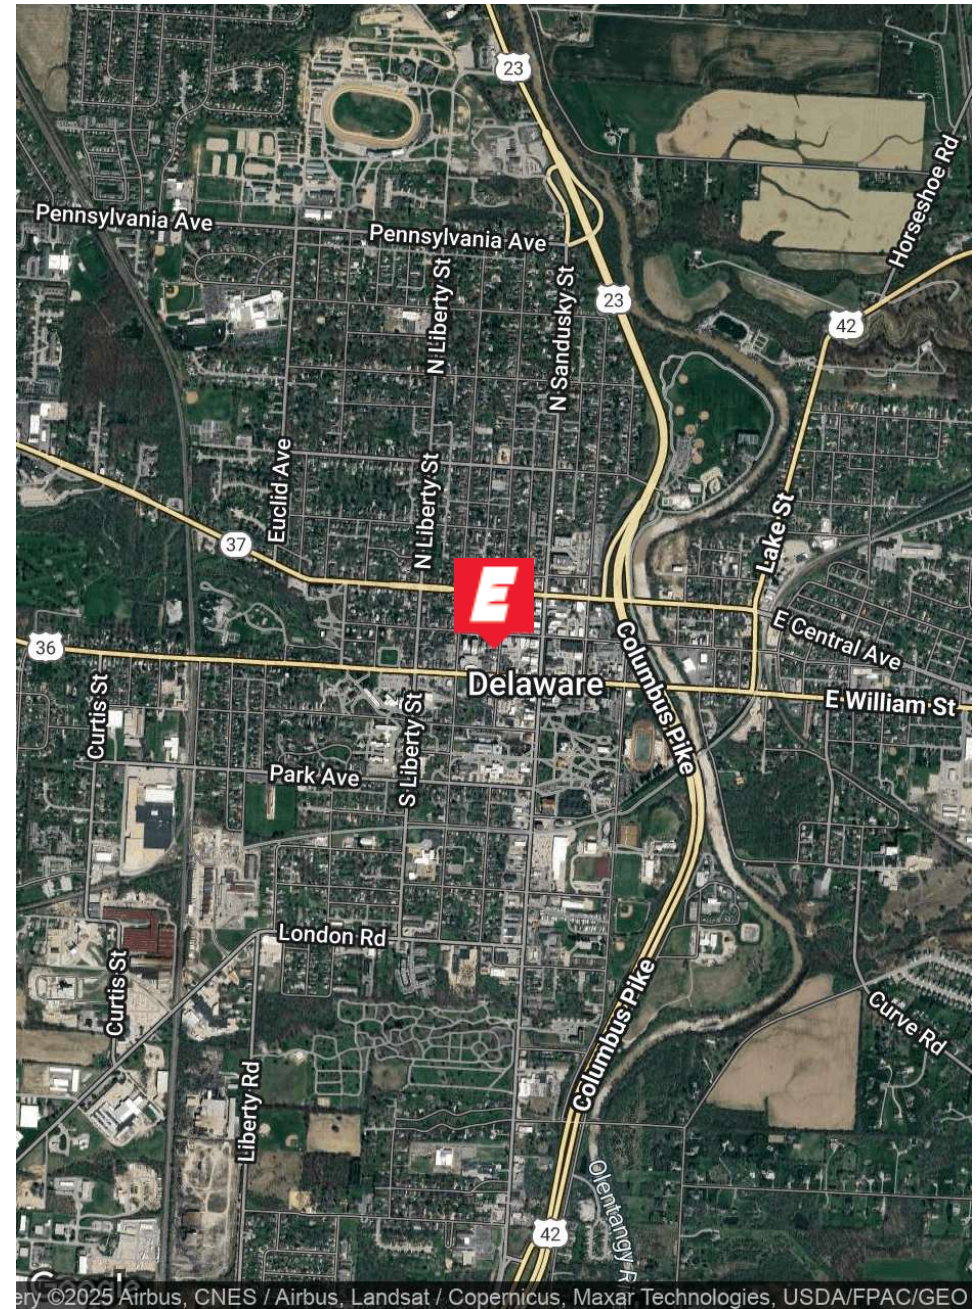 23
Horseshoe Rd
Pennsylvania Ave
Pennsylvania Ave
N Liberty St
N Sandusky St
23
42
Euclid Ave
N Liberty St
Lake St
37
E
E Central Ave
36
Columbus Pike
Delaware
E William St
Curtis St
S Liberty St
Park Ave
London Rd
Curtis St
Columbus Pike
Curve Rd
Liberty Rd
Olentangy R
42
Google
ery ©2025 Airbus, CNES / Airbus, Landsat / Copernicus, Maxar Technologies, USDA/FPAC/GEO